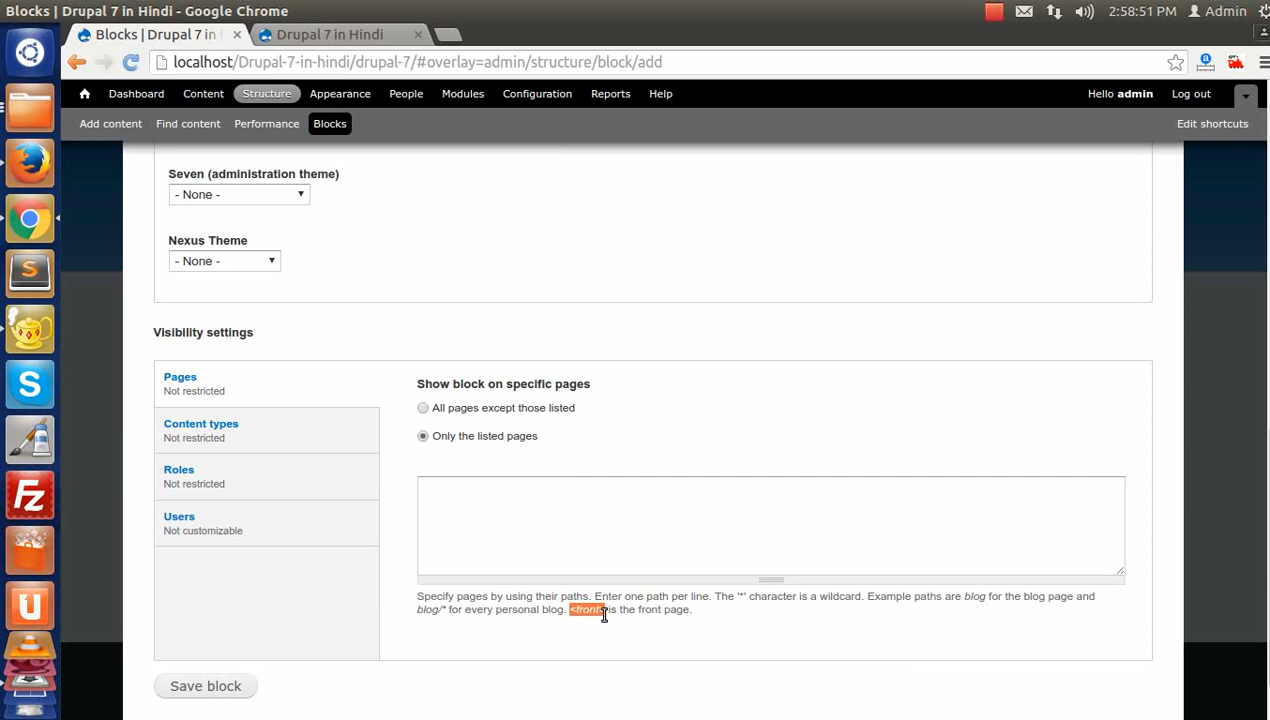 Blocks | Drupal 7 in Hindi - Google Chrome
2:58:51 PM
Admin
Blocks | Drupal 7 in
Drupal 7 in Hindi
localhost/Drupal-7-in-hindi/drupal-7/#overlay=admin/structure/block/add
Dashboard
Content
Structure
Appearance
People
Modules
Configuration
Reports
Help
Hello admin
Log out
Add content
Find content
Performance
Blocks
Edit shortcuts
Seven (administration theme)
- None -
Nexus Theme
- None -
Visibility settings
Pages
Not restricted
Content types
Not restricted
Roles
Not restricted
Users
Not customizable
Show block on specific pages
All pages except those listed
Only the listed pages
Specify pages by using their paths. Enter one path per line. The '*' character is a wildcard. Example paths are blog for the blog page and
blog/* for every personal blog. <front> is the front page.
Save block